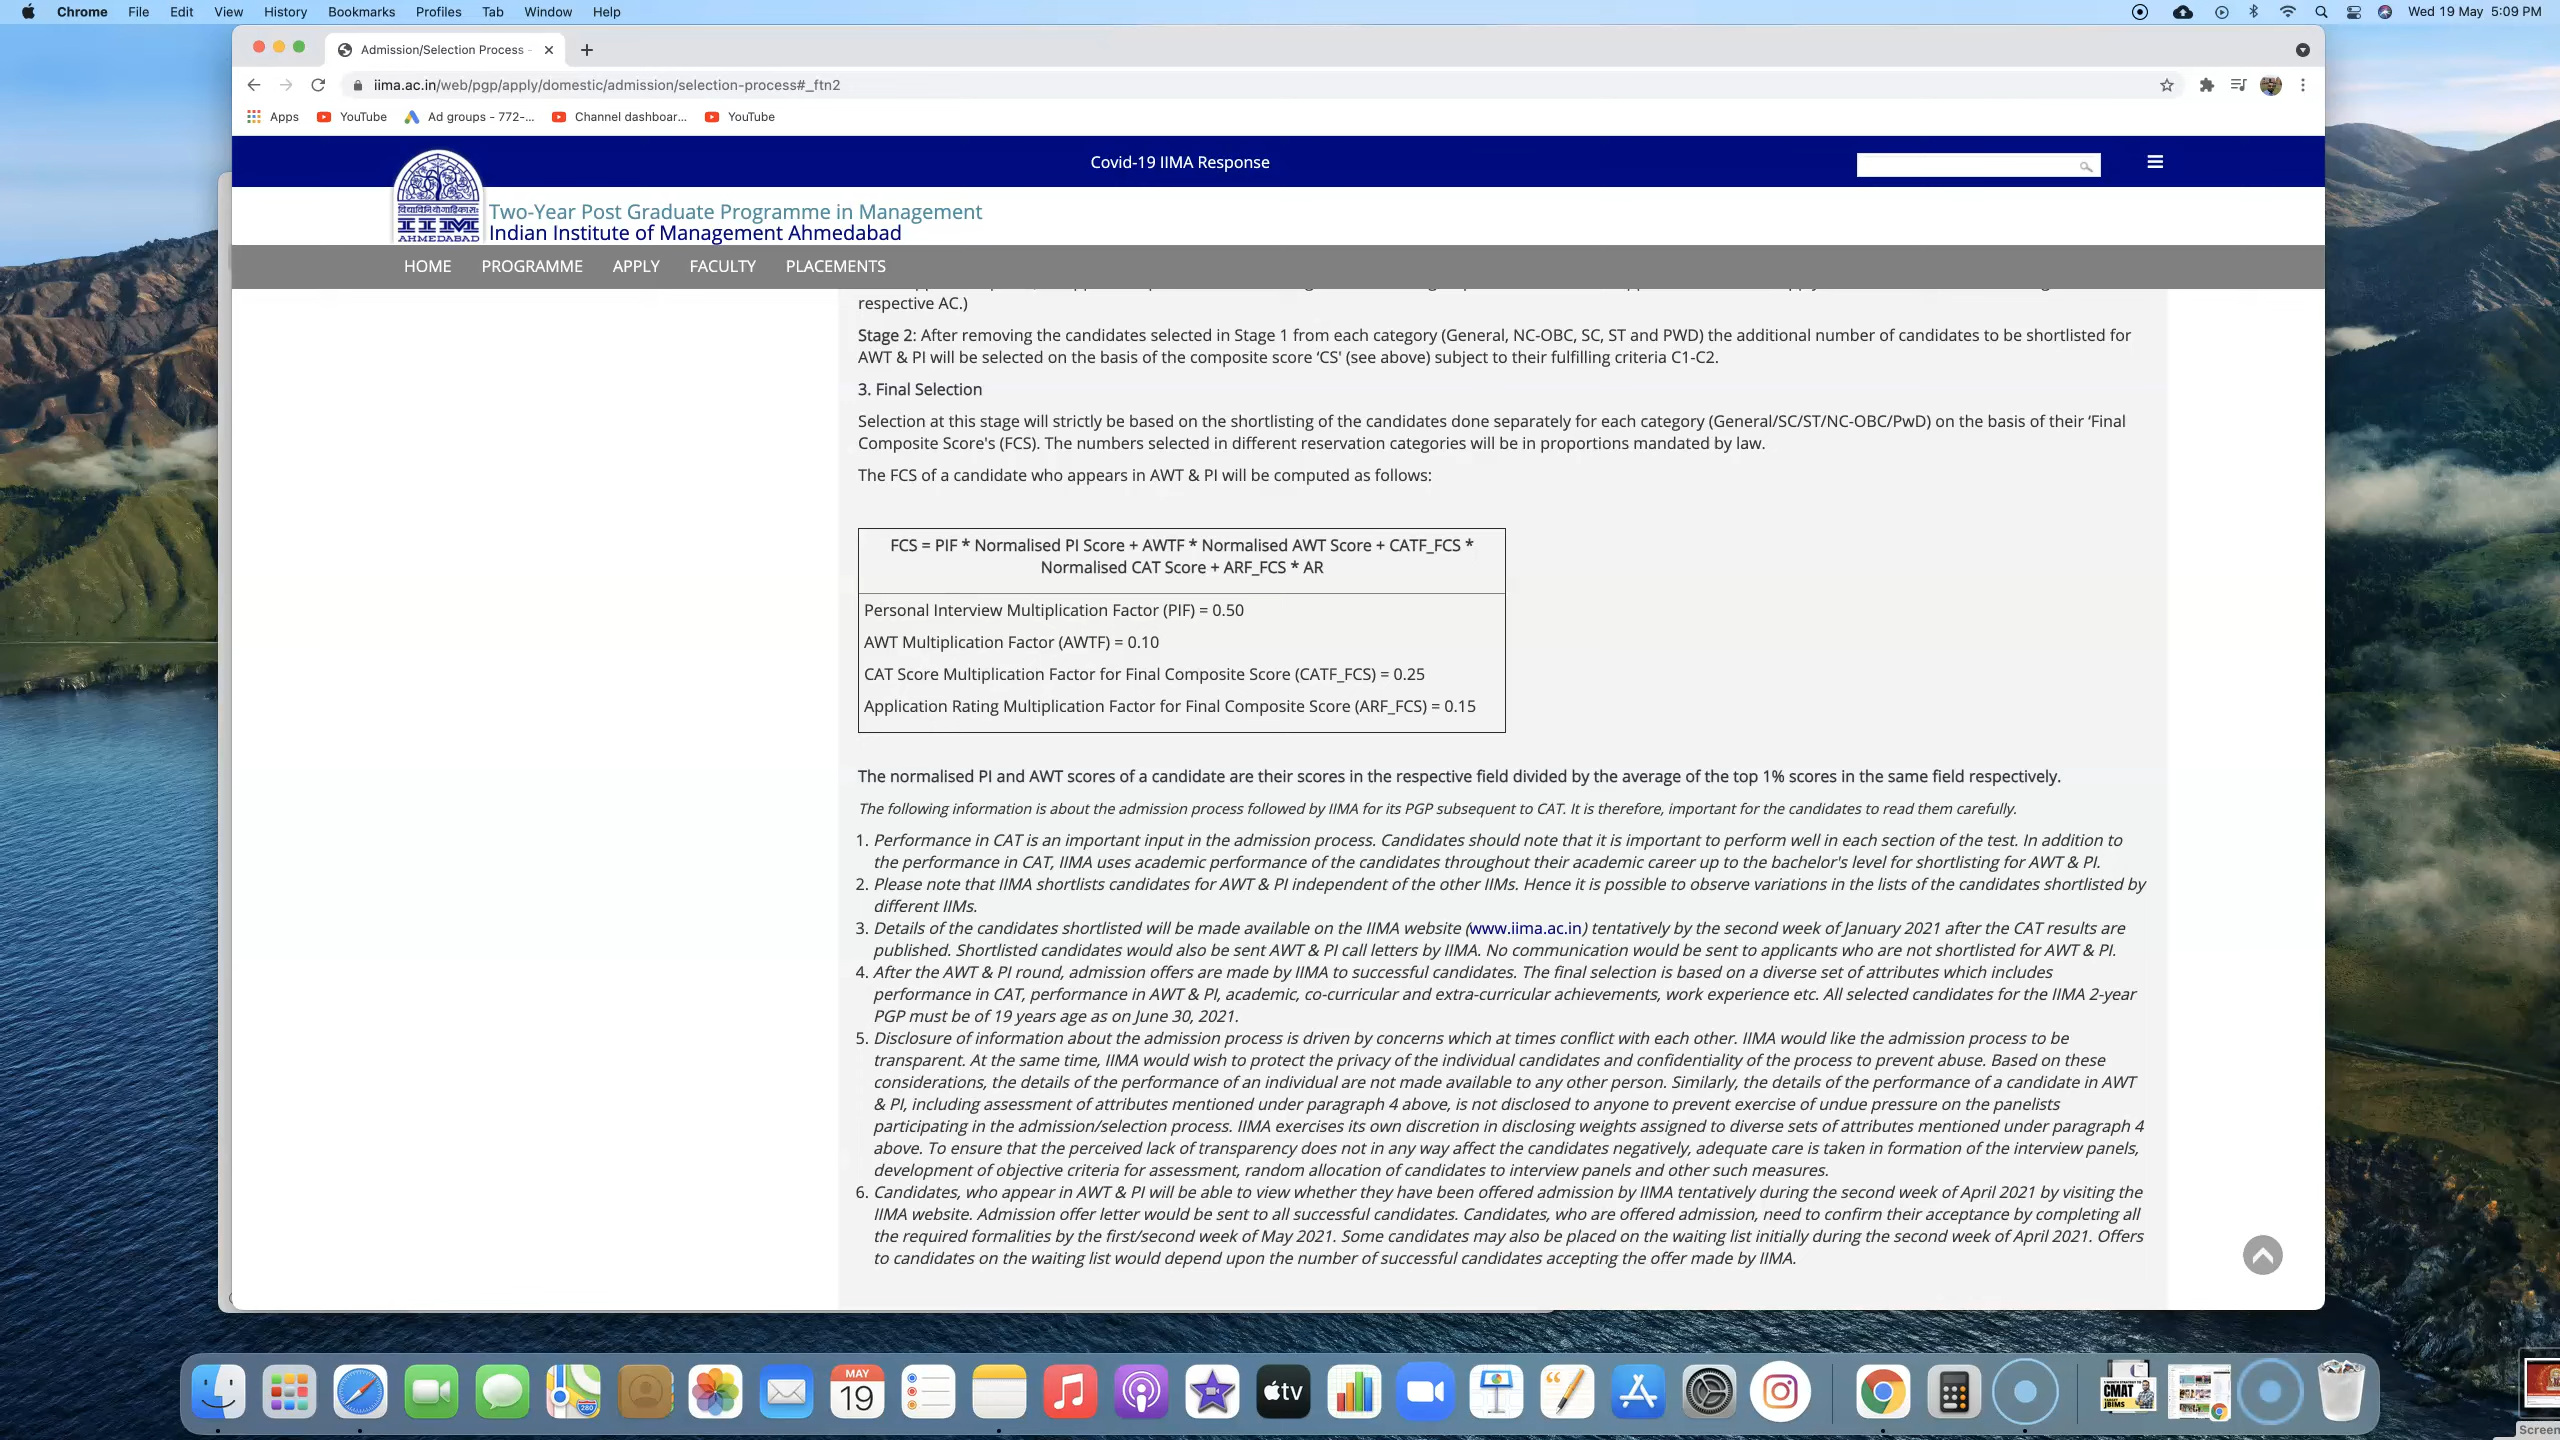 Chrome File Edit View History Bookmarks Profiles Tab Window Help Wed 19 May 5:09 PM
Admission/Selection Process -
iima.ac.in/web/pgp/apply/domestic/admission/selection-process#_ftn2
Apps YouTube Ad groups - 772-... Channel dashboar... YouTube
Covid-19 IIMA Response
Two-Year Post Graduate Programme in Management
Indian Institute of Management Ahmedabad
IIM
AHMEDABAD
HOME PROGRAMME APPLY FACULTY PLACEMENTS
respective AC.)
Stage 2: After removing the candidates selected in Stage 1 from each category (General, NC-OBC, SC, ST and PWD) the additional number of candidates to be shortlisted for
AWT & PI will be selected on the basis of the composite score ‘CS' (see above) subject to their fulfilling criteria C1-C2.
3. Final Selection
Selection at this stage will strictly be based on the shortlisting of the candidates done separately for each category (General/SC/ST/NC-OBC/PwD) on the basis of their ‘Final
Composite Score's (FCS). The numbers selected in different reservation categories will be in proportions mandated by law.
The FCS of a candidate who appears in AWT & PI will be computed as follows:
FCS = PIF * Normalised PI Score + AWTF * Normalised AWT Score + CATF_FCS *
Normalised CAT Score + ARF_FCS * AR
Personal Interview Multiplication Factor (PIF) = 0.50
AWT Multiplication Factor (AWTF) = 0.10
CAT Score Multiplication Factor for Final Composite Score (CATF_FCS) = 0.25
Application Rating Multiplication Factor for Final Composite Score (ARF_FCS) = 0.15
The normalised PI and AWT scores of a candidate are their scores in the respective field divided by the average of the top 1% scores in the same field respectively.
The following information is about the admission process followed by IIMA for its PGP subsequent to CAT. It is therefore, important for the candidates to read them carefully.
1. Performance in CAT is an important input in the admission process. Candidates should note that it is important to perform well in each section of the test. In addition to
the performance in CAT, IIMA uses academic performance of the candidates throughout their academic career up to the bachelor's level for shortlisting for AWT & PI.
2. Please note that IIMA shortlists candidates for AWT & PI independent of the other IIMs. Hence it is possible to observe variations in the lists of the candidates shortlisted by
different IIMs.
3. Details of the candidates shortlisted will be made available on the IIMA website (www.iima.ac.in) tentatively by the second week of January 2021 after the CAT results are
published. Shortlisted candidates would also be sent AWT & PI call letters by IIMA. No communication would be sent to applicants who are not shortlisted for AWT & PI.
4. After the AWT & PI round, admission offers are made by IIMA to successful candidates. The final selection is based on a diverse set of attributes which includes
performance in CAT, performance in AWT & PI, academic, co-curricular and extra-curricular achievements, work experience etc. All selected candidates for the IIMA 2-year
PGP must be of 19 years age as on June 30, 2021.
5. Disclosure of information about the admission process is driven by concerns which at times conflict with each other. IIMA would like the admission process to be
transparent. At the same time, IIMA would wish to protect the privacy of the individual candidates and confidentiality of the process to prevent abuse. Based on these
considerations, the details of the performance of an individual are not made available to any other person. Similarly, the details of the performance of a candidate in AWT
& PI, including assessment of attributes mentioned under paragraph 4 above, is not disclosed to anyone to prevent exercise of undue pressure on the panelists
participating in the admission/selection process. IIMA exercises its own discretion in disclosing weights assigned to diverse sets of attributes mentioned under paragraph 4
above. To ensure that the perceived lack of transparency does not in any way affect the candidates negatively, adequate care is taken in formation of the interview panels,
development of objective criteria for assessment, random allocation of candidates to interview panels and other such measures.
6. Candidates, who appear in AWT & PI will be able to view whether they have been offered admission by IIMA tentatively during the second week of April 2021 by visiting the
IIMA website. Admission offer letter would be sent to all successful candidates. Candidates, who are offered admission, need to confirm their acceptance by completing all
the required formalities by the first/second week of May 2021. Some candidates may also be placed on the waiting list initially during the second week of April 2021. Offers
to candidates on the waiting list would depend upon the number of successful candidates accepting the offer made by IIMA.
MAY
19
280
tv
CMAT
JBIMS
Screen